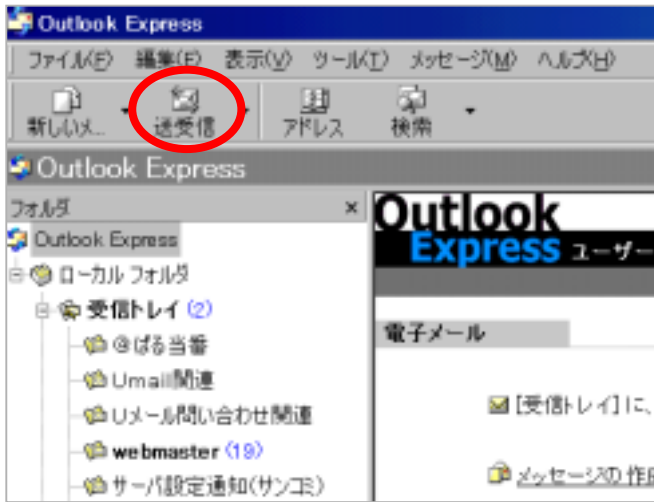 Outlook Express
ファイル(F) 編集(E) 表示(V) ツール(T) メッセージ(M) ヘルプ(H)
新しいメ... 送受信 アドレス 検索
Outlook Express
フォルダ ×
Outlook Express
ローカル フォルダ
受信トレイ (2)
@ぱる当番
Umail関連
Uメール問い合わせ関連
webmaster (19)
サーバ設定通知(サンコミ)
Outlook
Express ユーザー
電子メール
[受信トレイ] に、
メッセージの 作成